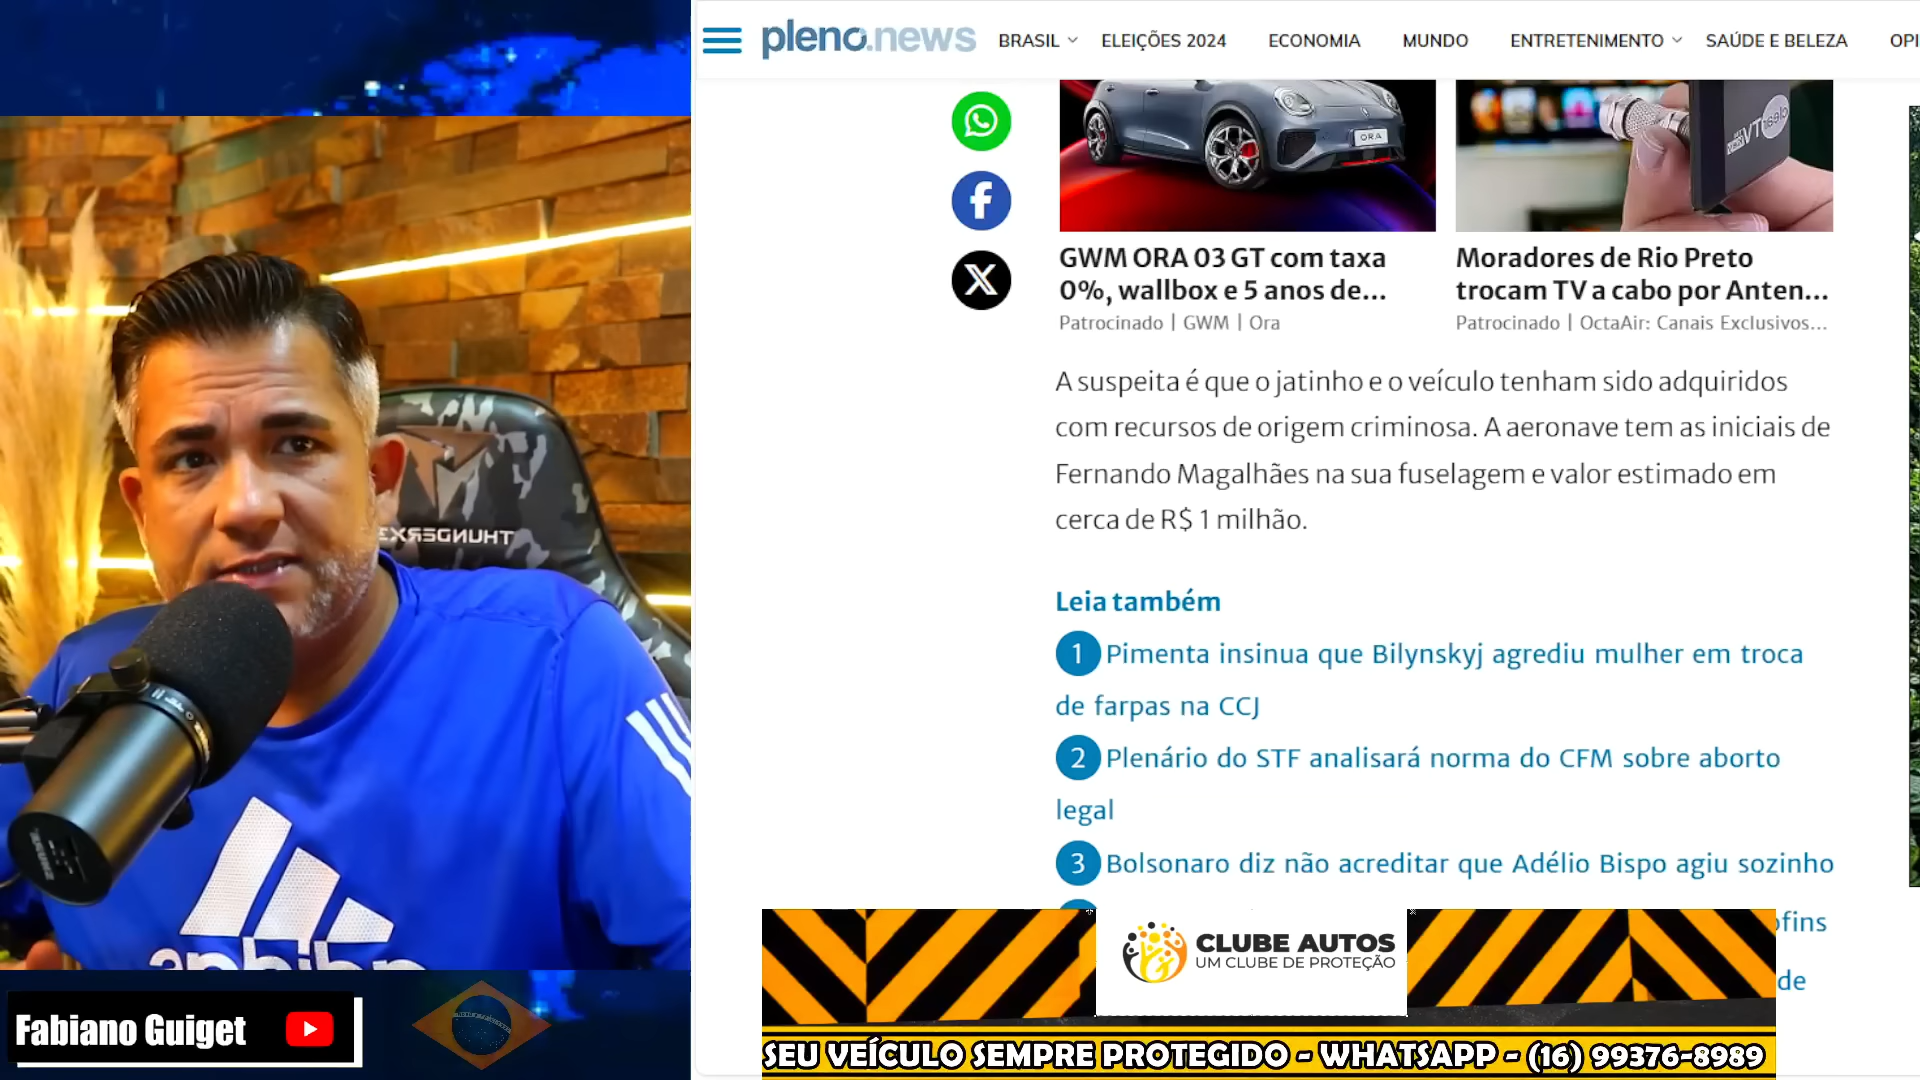 pleno.news
BRASIL
ELEIÇÕES 2024
ECONOMIA
MUNDO
ENTRETENIMENTO
SAÚDE E BELEZA
OPI
ORA
GWM ORA 03 GT com taxa
0%, wallbox e 5 anos de...
Patrocinado | GWM | Ora
Moradores de Rio Preto
trocam TV a cabo por Anten...
Patrocinado | OctaAir: Canais Exclusivos...
A suspeita é que o jatinho e o veículo tenham sido adquiridos
com recursos de origem criminosa. A aeronave tem as iniciais de
Fernando Magalhães na sua fuselagem e valor estimado em
cerca de R$ 1 milhão.
Leia também
1 Pimenta insinua que Bilynskyj agrediu mulher em troca
de farpas na CCJ
2 Plenário do STF analisará norma do CFM sobre aborto
legal
3 Bolsonaro diz não acreditar que Adélio Bispo agiu sozinho
ofins
de
THUNDERX3
adidas
Fabiano Guiget
CLUBE AUTOS
UM CLUBE DE PROTEÇÃO
SEU VEÍCULO SEMPRE PROTEGIDO - WHATSAPP - (16) 99376-8989